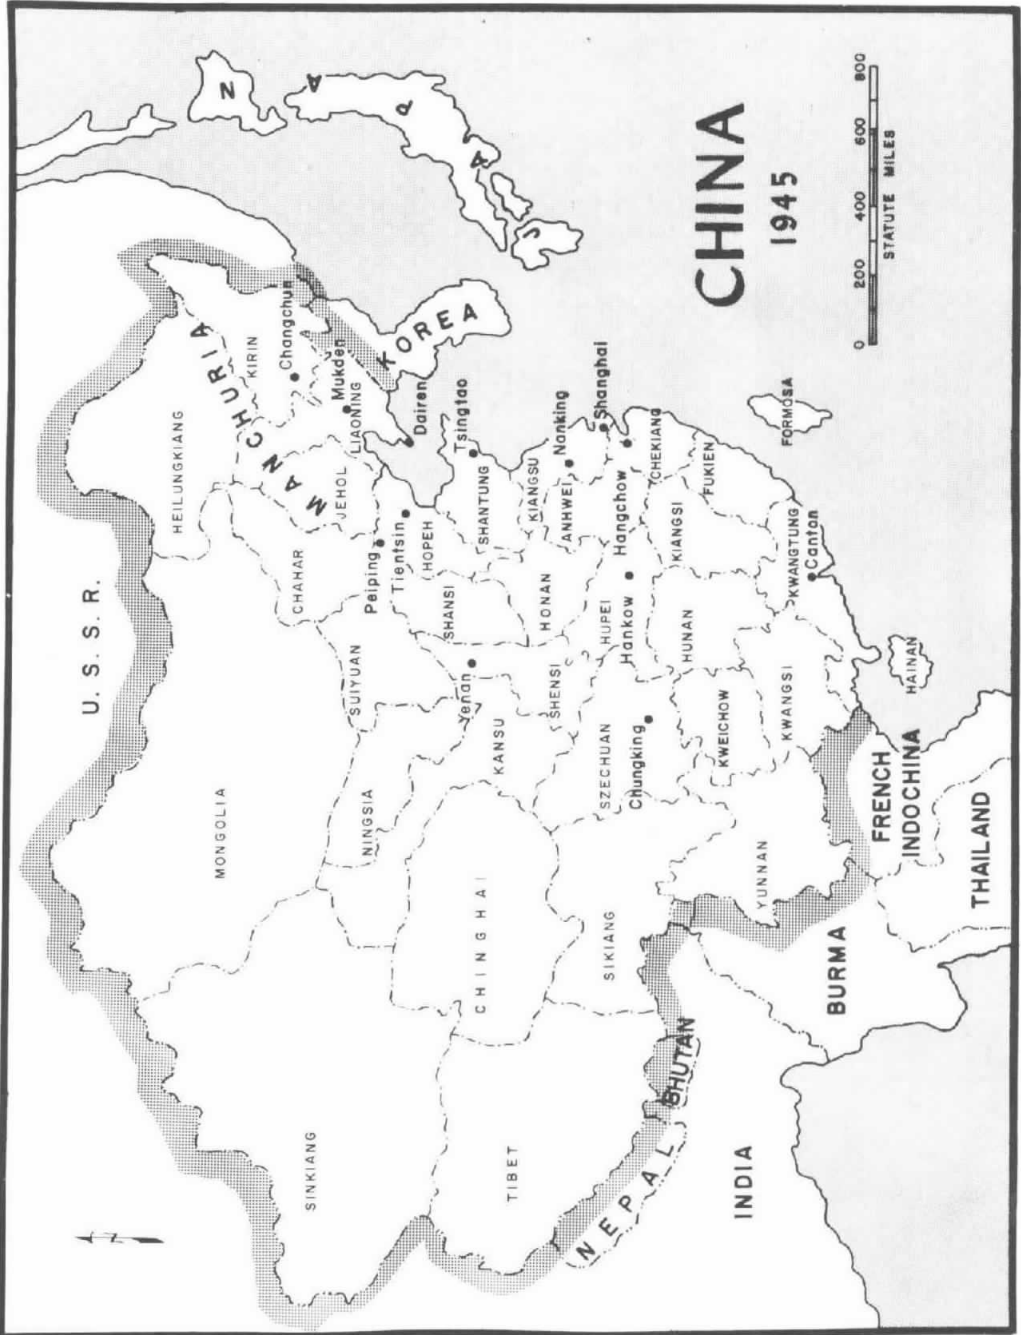 CHINA
1945
0 200 400 600 800
STATUTE MILES
N
U. S. S. R.
MONGOLIA
HEILUNGKIANG
MANCHURIA
KIRIN
Changchun
Mukden
LIAONING
JEHOL
CHAHAR
SUIYUAN
NINGSIA
SINKIANG
Peiping
Tientsin
Dairen
KOREA
JAPAN
HOPEH
SHANSI
SHANTUNG
Tsingtao
Yenan
KANSU
SHENSI
HONAN
KIANGSU
ANHWEI
Nanking
Shanghai
CHINGHAI
TIBET
SIKIANG
SZECHUAN
Chungking
HUPEI
Hankow
Hangchow
CHEKIANG
KIANGSI
HUNAN
KWEICHOW
FUKIEN
FORMOSA
YUNNAN
KWANGSI
KWANGTUNG
Canton
HAINAN
NEPAL
BHUTAN
INDIA
BURMA
FRENCH
INDOCHINA
THAILAND